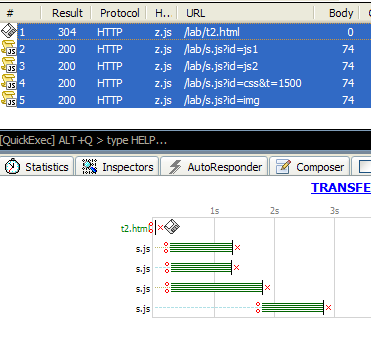 # Result Protocol H.. URL Body
1 304 HTTP z.js /lab/t2.html 0
2 200 HTTP z.js /lab/s.js?id=js1 74
3 200 HTTP z.js /lab/s.js?id=js2 74
4 200 HTTP z.js /lab/s.js?id=css&t=1500 74
5 200 HTTP z.js /lab/s.js?id=img 74
[QuickExec] ALT+Q > type HELP...
Statistics Inspectors AutoResponder Composer
TRANSFE
1s 2s 3s
t2.htm
s.js
s.js
s.js
s.js